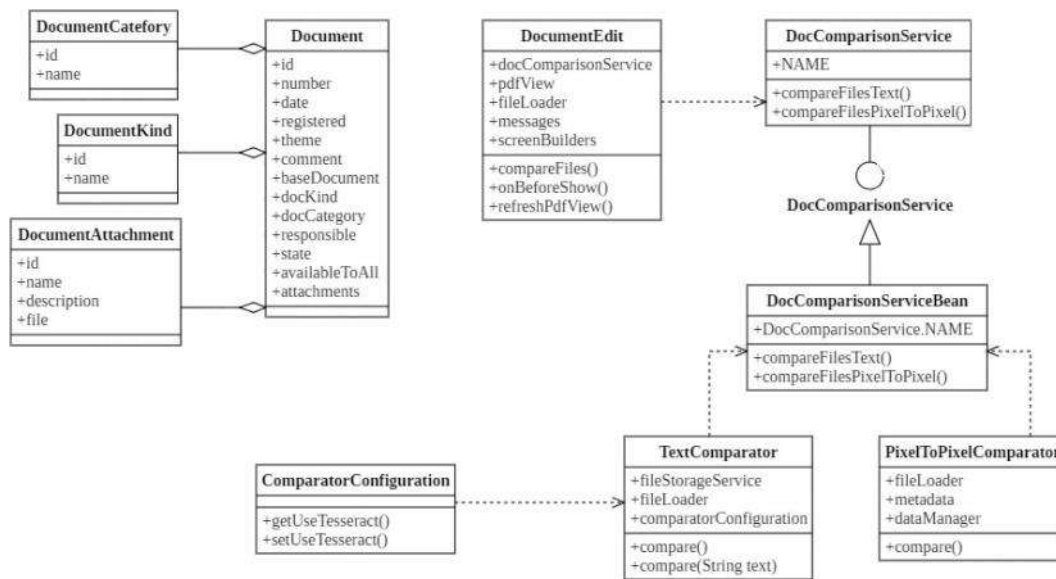 DocumentCatefory
+id
+name
Document
+id
+number
+date
+registered
+theme
+comment
+baseDocument
+docKind
+docCategory
+responsible
+state
+availableToAll
+attachments
DocumentKind
+id
+name
DocumentAttachment
+id
+name
+description
+file
DocumentEdit
+docComparisonService
+pdfView
+fileLoader
+messages
+screenBuilders
+compareFiles()
+onBeforeShow()
+refreshPdfView()
DocComparisonService
+NAME
+compareFilesText()
+compareFilesPixelToPixel()
DocComparisonService
DocComparisonServiceBean
+DocComparisonService.NAME
+compareFilesText()
+compareFilesPixelToPixel()
ComparatorConfiguration
+getUseTesseract()
+setUseTesseract()
TextComparator
+fileStorageService
+fileLoader
+comparatorConfiguration
+compare()
+compare(String text)
PixelToPixelComparator
+fileLoader
+metadata
+dataManager
+compare()